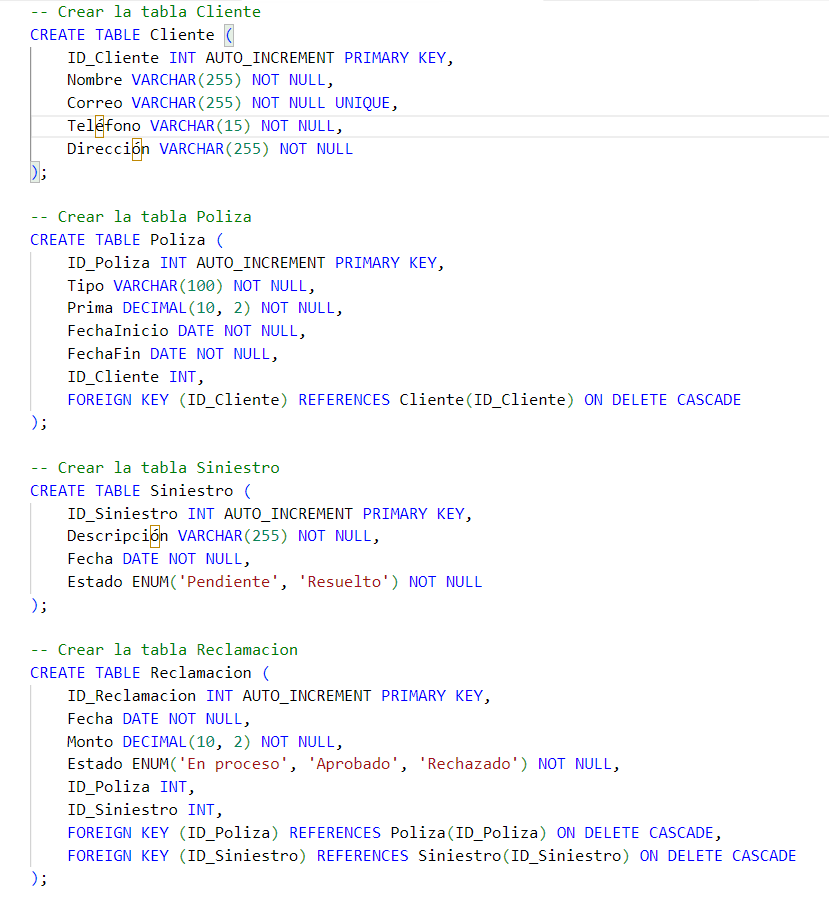 -- Crear la tabla Cliente
CREATE TABLE Cliente (
    ID_Cliente INT AUTO_INCREMENT PRIMARY KEY,
    Nombre VARCHAR(255) NOT NULL,
    Correo VARCHAR(255) NOT NULL UNIQUE,
    Teléfono VARCHAR(15) NOT NULL,
    Dirección VARCHAR(255) NOT NULL
);
-- Crear la tabla Poliza
CREATE TABLE Poliza (
    ID_Poliza INT AUTO_INCREMENT PRIMARY KEY,
    Tipo VARCHAR(100) NOT NULL,
    Prima DECIMAL(10, 2) NOT NULL,
    FechaInicio DATE NOT NULL,
    FechaFin DATE NOT NULL,
    ID_Cliente INT,
    FOREIGN KEY (ID_Cliente) REFERENCES Cliente(ID_Cliente) ON DELETE CASCADE
);
-- Crear la tabla Siniestro
CREATE TABLE Siniestro (
    ID_Siniestro INT AUTO_INCREMENT PRIMARY KEY,
    Descripción VARCHAR(255) NOT NULL,
    Fecha DATE NOT NULL,
    Estado ENUM('Pendiente', 'Resuelto') NOT NULL
);
-- Crear la tabla Reclamacion
CREATE TABLE Reclamacion (
    ID_Reclamacion INT AUTO_INCREMENT PRIMARY KEY,
    Fecha DATE NOT NULL,
    Monto DECIMAL(10, 2) NOT NULL,
    Estado ENUM('En proceso', 'Aprobado', 'Rechazado') NOT NULL,
    ID_Poliza INT,
    ID_Siniestro INT,
    FOREIGN KEY (ID_Poliza) REFERENCES Poliza(ID_Poliza) ON DELETE CASCADE,
    FOREIGN KEY (ID_Siniestro) REFERENCES Siniestro(ID_Siniestro) ON DELETE CASCADE
);